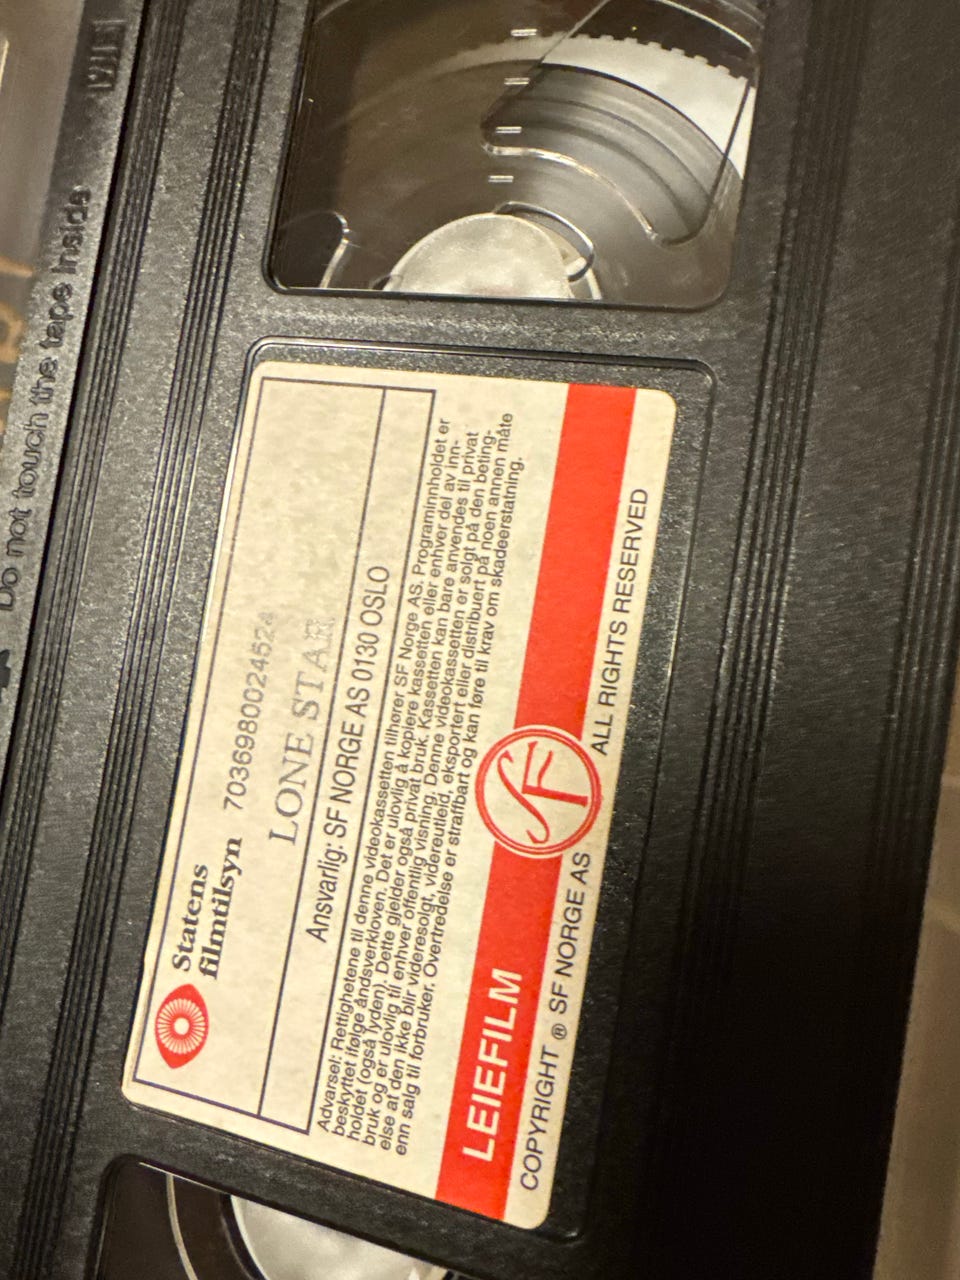 VHS
Do not touch the tape inside
Statens
filmtilsyn 7036980024524
LONE STAR
Ansvarlig: SF NORGE AS 0130 OSLO
Advarsel: Rettighetene til denne videokassetten tilhører SF Norge AS. Programinnholdet er
beskyttet ifølge åndsverkloven. Det er ulovlig å kopiere kassetten eller enhver del av inn-
holdet (også lyden). Dette gjelder også privat bruk. Kassetten kan bare anvendes til privat
bruk og er ulovlig til enhver offentlig visning. Denne videokassetten er solgt på den beting-
else at den ikke blir videresolgt, videreutleid, eksportert eller distribuert på noen annen måte
enn salg til forbruker. Overtredelse er straffbart og kan føre til krav om skadeerstatning.
LEIEFILM SF
COPYRIGHT ® SF NORGE AS ALL RIGHTS RESERVED